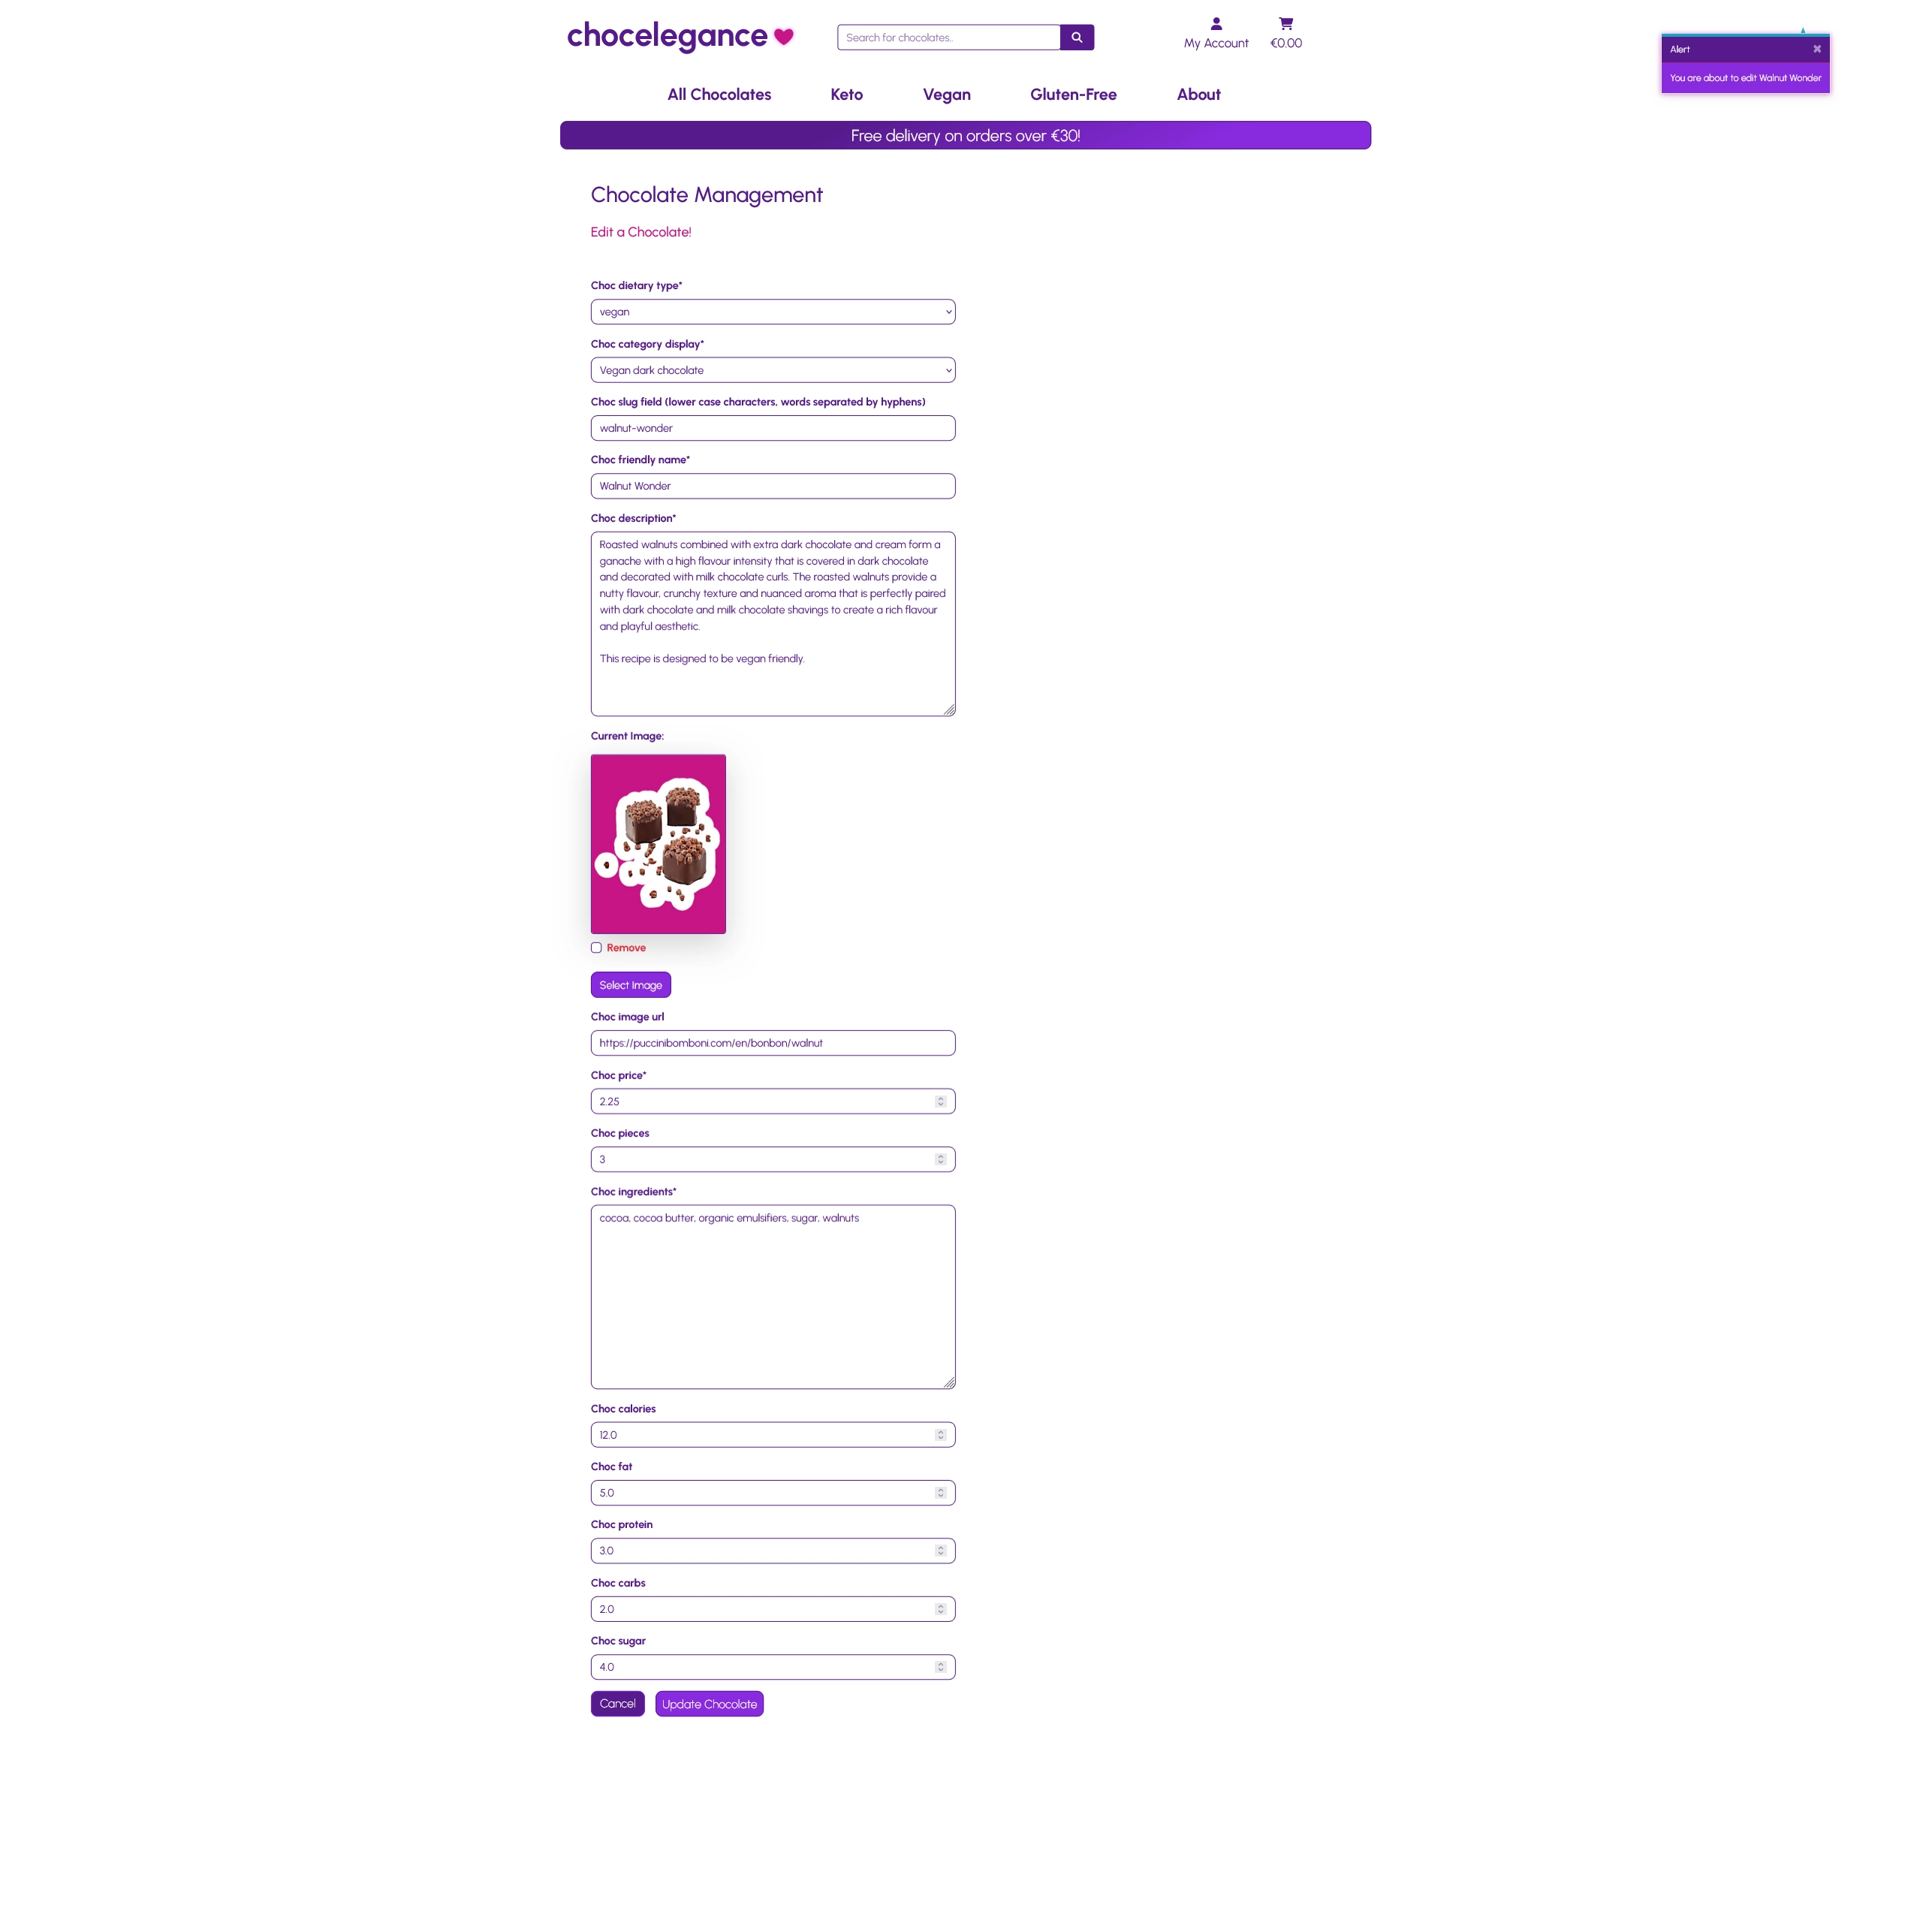 chocelegance
Search for chocolates..
My Account
€0.00
Alert
You are about to edit Walnut Wonder
All Chocolates
Keto
Vegan
Gluten-Free
About
Free delivery on orders over €30!
Chocolate Management
Edit a Chocolate!
Choc dietary type*
vegan
Choc category display*
Vegan dark chocolate
Choc slug field (lower case characters, words separated by hyphens)
walnut-wonder
Choc friendly name*
Walnut Wonder
Choc description*
Roasted walnuts combined with extra dark chocolate and cream form a
ganache with a high flavour intensity that is covered in dark chocolate
and decorated with milk chocolate curls. The roasted walnuts provide a
nutty flavour, crunchy texture and nuanced aroma that is perfectly paired
with dark chocolate and milk chocolate shavings to create a rich flavour
and playful aesthetic.
This recipe is designed to be vegan friendly.
Current Image:
Remove
Select Image
Choc image url
https://puccinibomboni.com/en/bonbon/walnut
Choc price*
2.25
Choc pieces
3
Choc ingredients*
cocoa, cocoa butter, organic emulsifiers, sugar, walnuts
Choc calories
12.0
Choc fat
5.0
Choc protein
3.0
Choc carbs
2.0
Choc sugar
4.0
Cancel
Update Chocolate